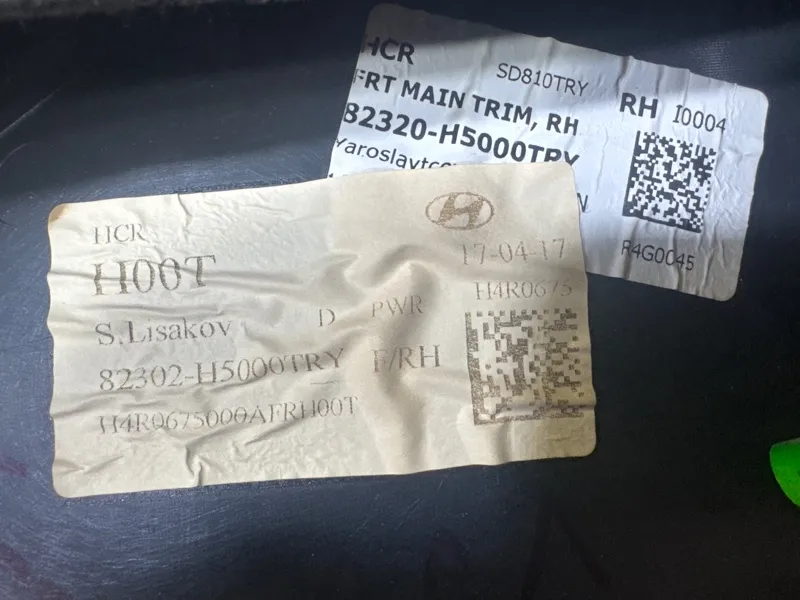 HCR
SD810TRY
FRT MAIN TRIM, RH
RH I0004
82320-H5000TRY
R4G0045
HCR
17-04-17
H00T
H4R0675
S.Lisakov D PWR
82302-H5000TRY F/RH
H4R0675000AFRH00T